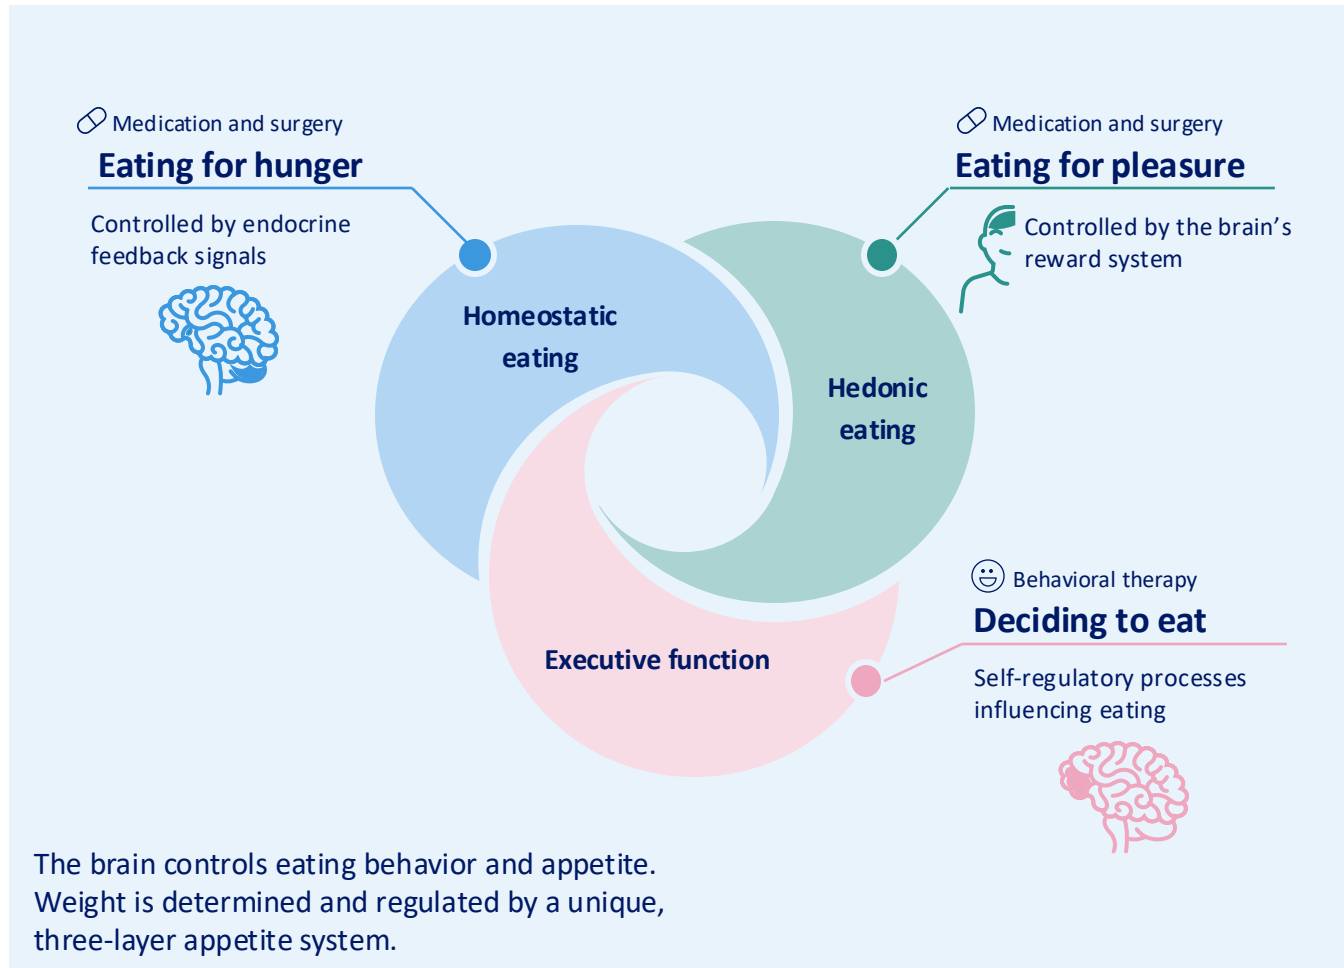 Medication and surgery
Eating for hunger
Controlled by endocrine
feedback signals
Medication and surgery
Eating for pleasure
Controlled by the brain’s
reward system
Homeostatic
eating
Hedonic
eating
Executive function
Behavioral therapy
Deciding to eat
Self-regulatory processes
influencing eating
The brain controls eating behavior and appetite.
Weight is determined and regulated by a unique,
three-layer appetite system.